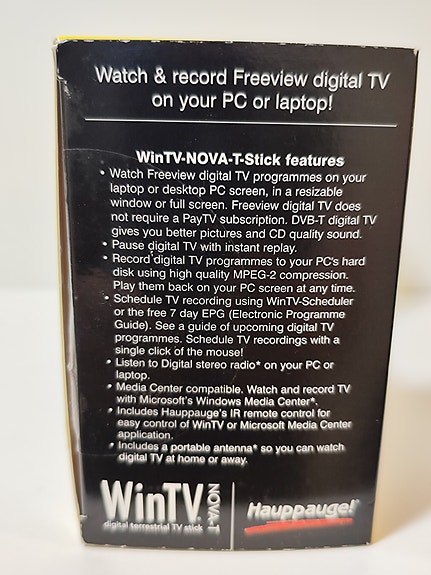 Watch & record Freeview digital TV
on your PC or laptop!
WinTV-NOVA-T-Stick features
• Watch Freeview digital TV programmes on your
laptop or desktop PC screen, in a resizable
window or full screen. Freeview digital TV does
not require a PayTV subscription. DVB-T digital TV
gives you better pictures and CD quality sound.
• Pause digital TV with instant replay.
• Record digital TV programmes to your PC's hard
disk using high quality MPEG-2 compression.
Play them back on your PC screen at any time.
• Schedule TV recording using WinTV-Scheduler
or the free 7 day EPG (Electronic Programme
Guide). See a guide of upcoming digital TV
programmes. Schedule TV recordings with a
single click of the mouse!
• Listen to Digital stereo radio* on your PC or
laptop.
• Media Center compatible. Watch and record TV
with Microsoft's Windows Media Center*.
• Includes Hauppauge's IR remote control for
easy control of WinTV or Microsoft Media Center
application.
• Includes a portable antenna* so you can watch
digital TV at home or away.
WinTV NOVA-T
digital terrestrial TV stick
Hauppauge!